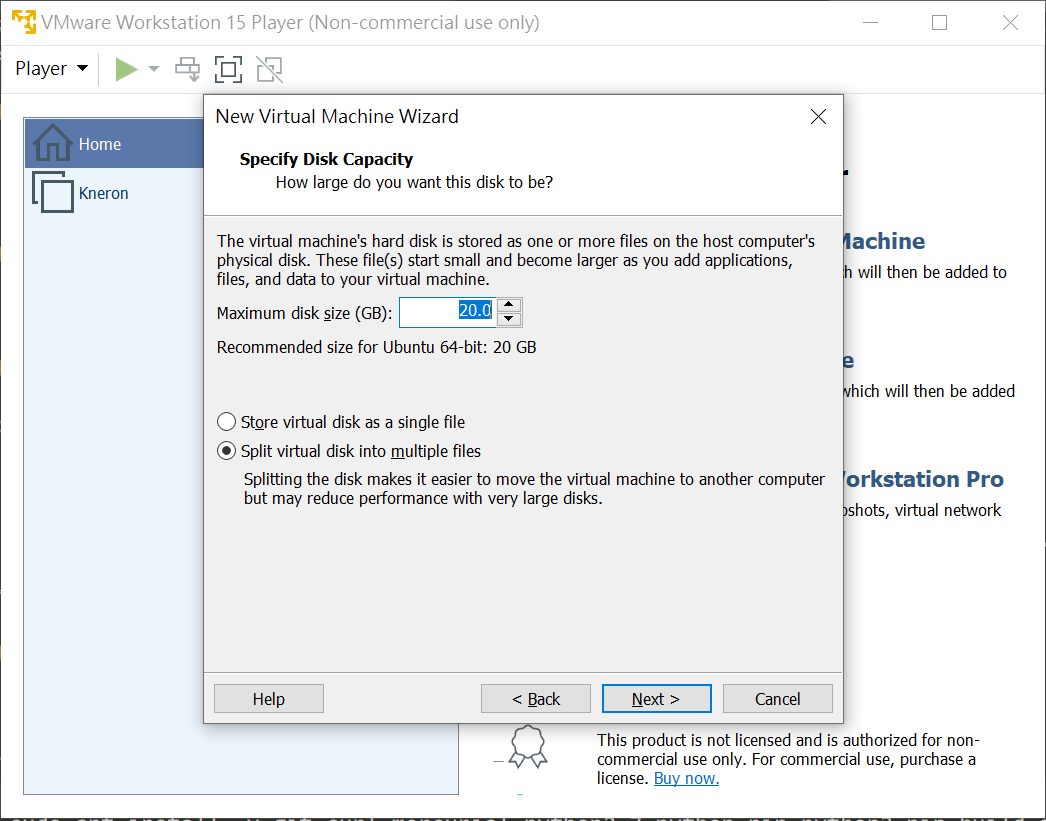 VMware Workstation 15 Player (Non-commercial use only)
Player
New Virtual Machine Wizard
Home
Specify Disk Capacity
How large do you want this disk to be?
Kneron
The virtual machine's hard disk is stored as one or more files on the host computer's
physical disk. These file(s) start small and become larger as you add applications,
files, and data to your virtual machine.
Machine
will then be added to
Maximum disk size (GB): 20.0
Recommended size for Ubuntu 64-bit: 20 GB
which will then be added
Store virtual disk as a single file
Split virtual disk into multiple files
Splitting the disk makes it easier to move the virtual machine to another computer
but may reduce performance with very large disks.
Workstation Pro
pshots, virtual network
Help
< Back
Next >
Cancel
This product is not licensed and is authorized for non-
commercial use only. For commercial use, purchase a
license. Buy now.